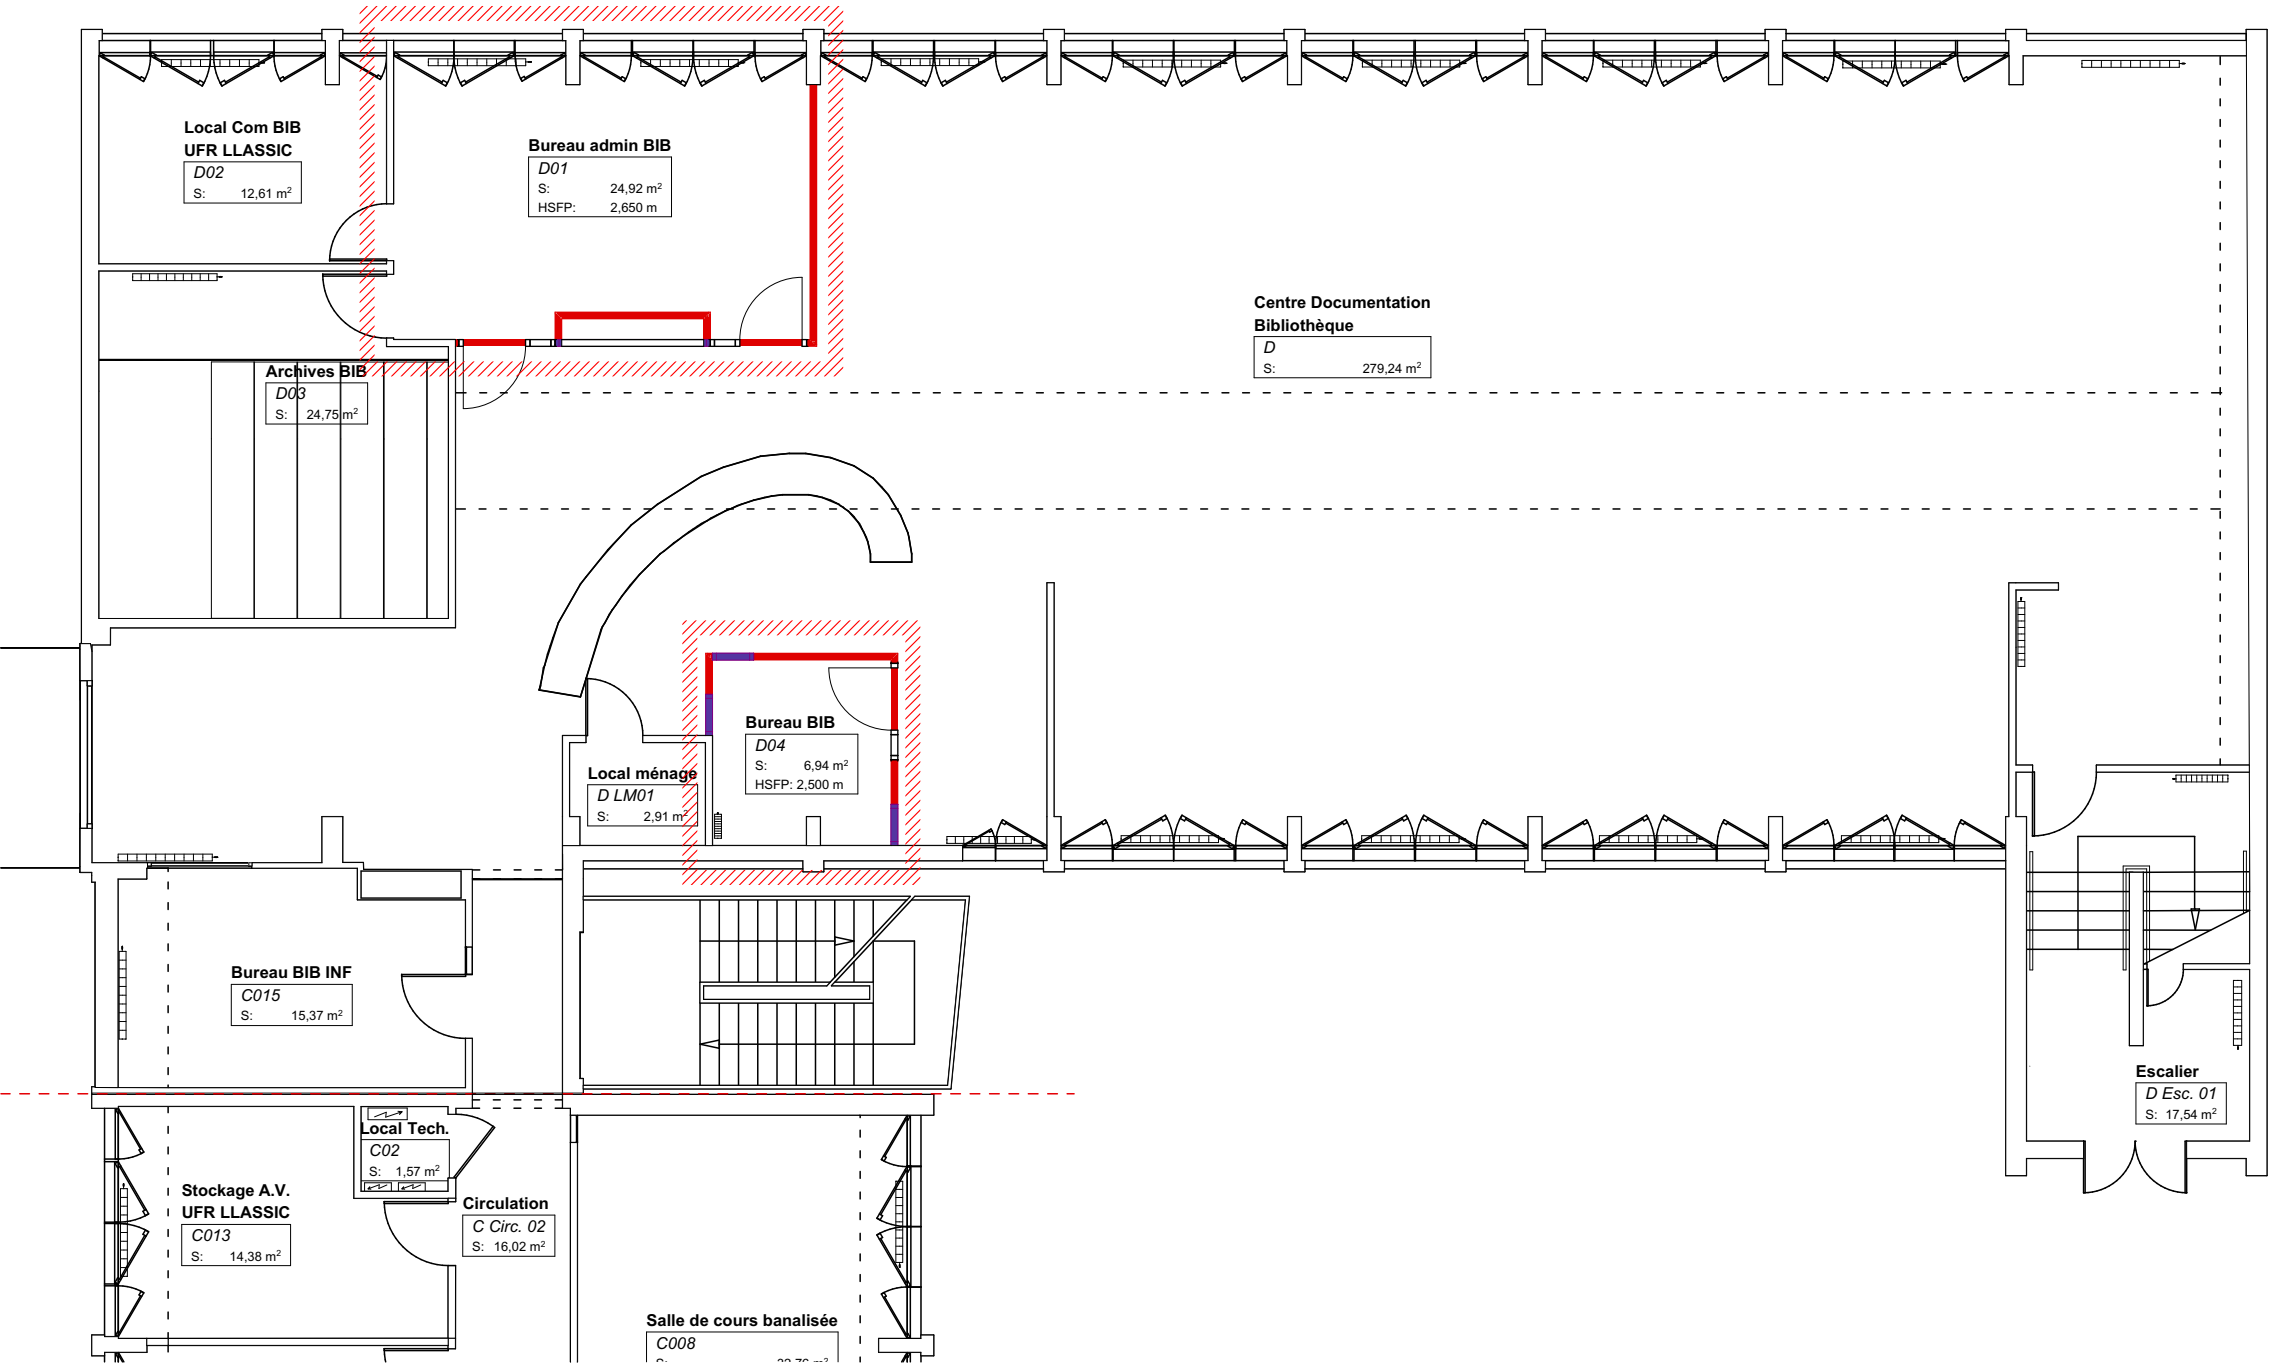 Local Com BIB
UFR LLASSIC
D02
S: 12,61 m²
Bureau admin BIB
D01
S: 24,92 m²
HSFP: 2,650 m
Centre Documentation
Bibliothèque
D
S: 279,24 m²
Archives BIB
D03
S: 24,75 m²
Bureau BIB
D04
S: 6,94 m²
HSFP: 2,500 m
Local ménage
D LM01
S: 2,91 m²
Bureau BIB INF
C015
S: 15,37 m²
Escalier
D Esc. 01
S: 17,54 m²
Local Tech.
C02
S: 1,57 m²
Stockage A.V.
UFR LLASSIC
C013
S: 14,38 m²
Circulation
C Circ. 02
S: 16,02 m²
Salle de cours banalisée
C008